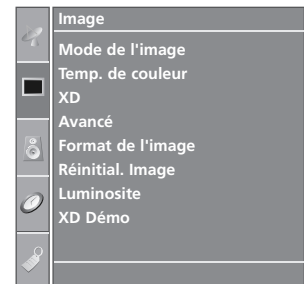 Image
Mode de l'image
Temp. de couleur
XD
Avancé
Format de l'image
Réinitial. Image
Luminosite
XD Démo